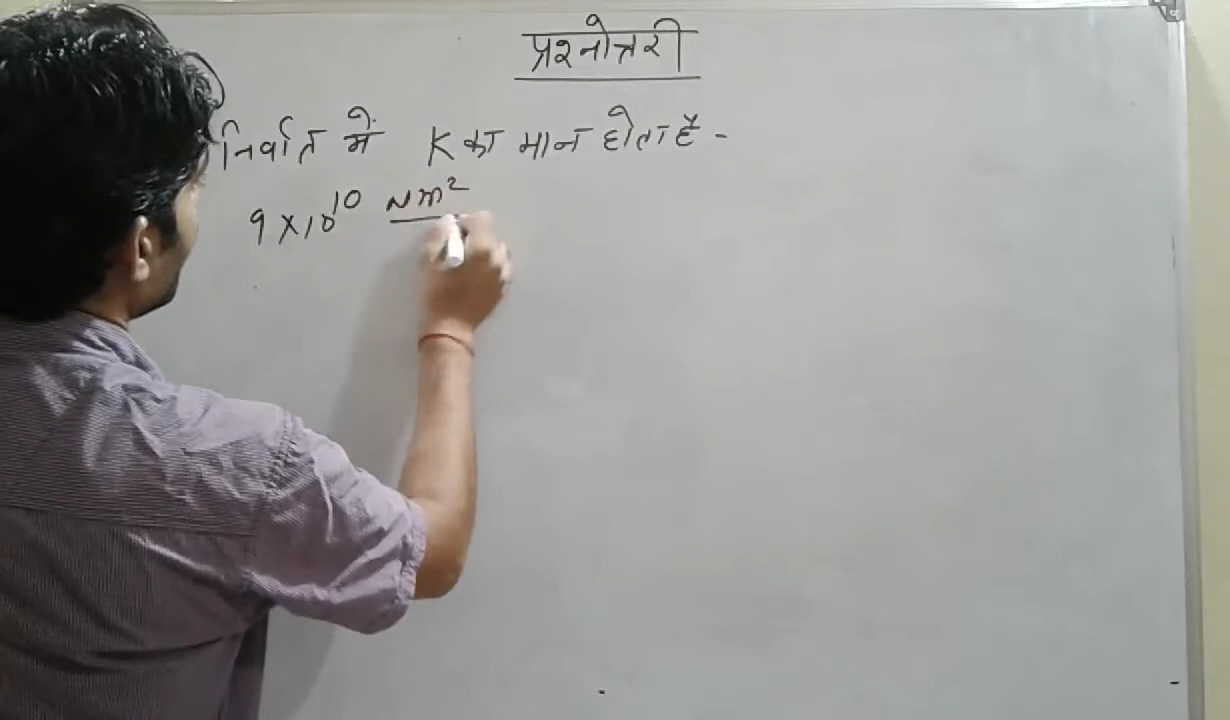 प्रश्नोत्तरी
निर्वात में K का मान होता है -
9 × 10¹⁰ Nm²